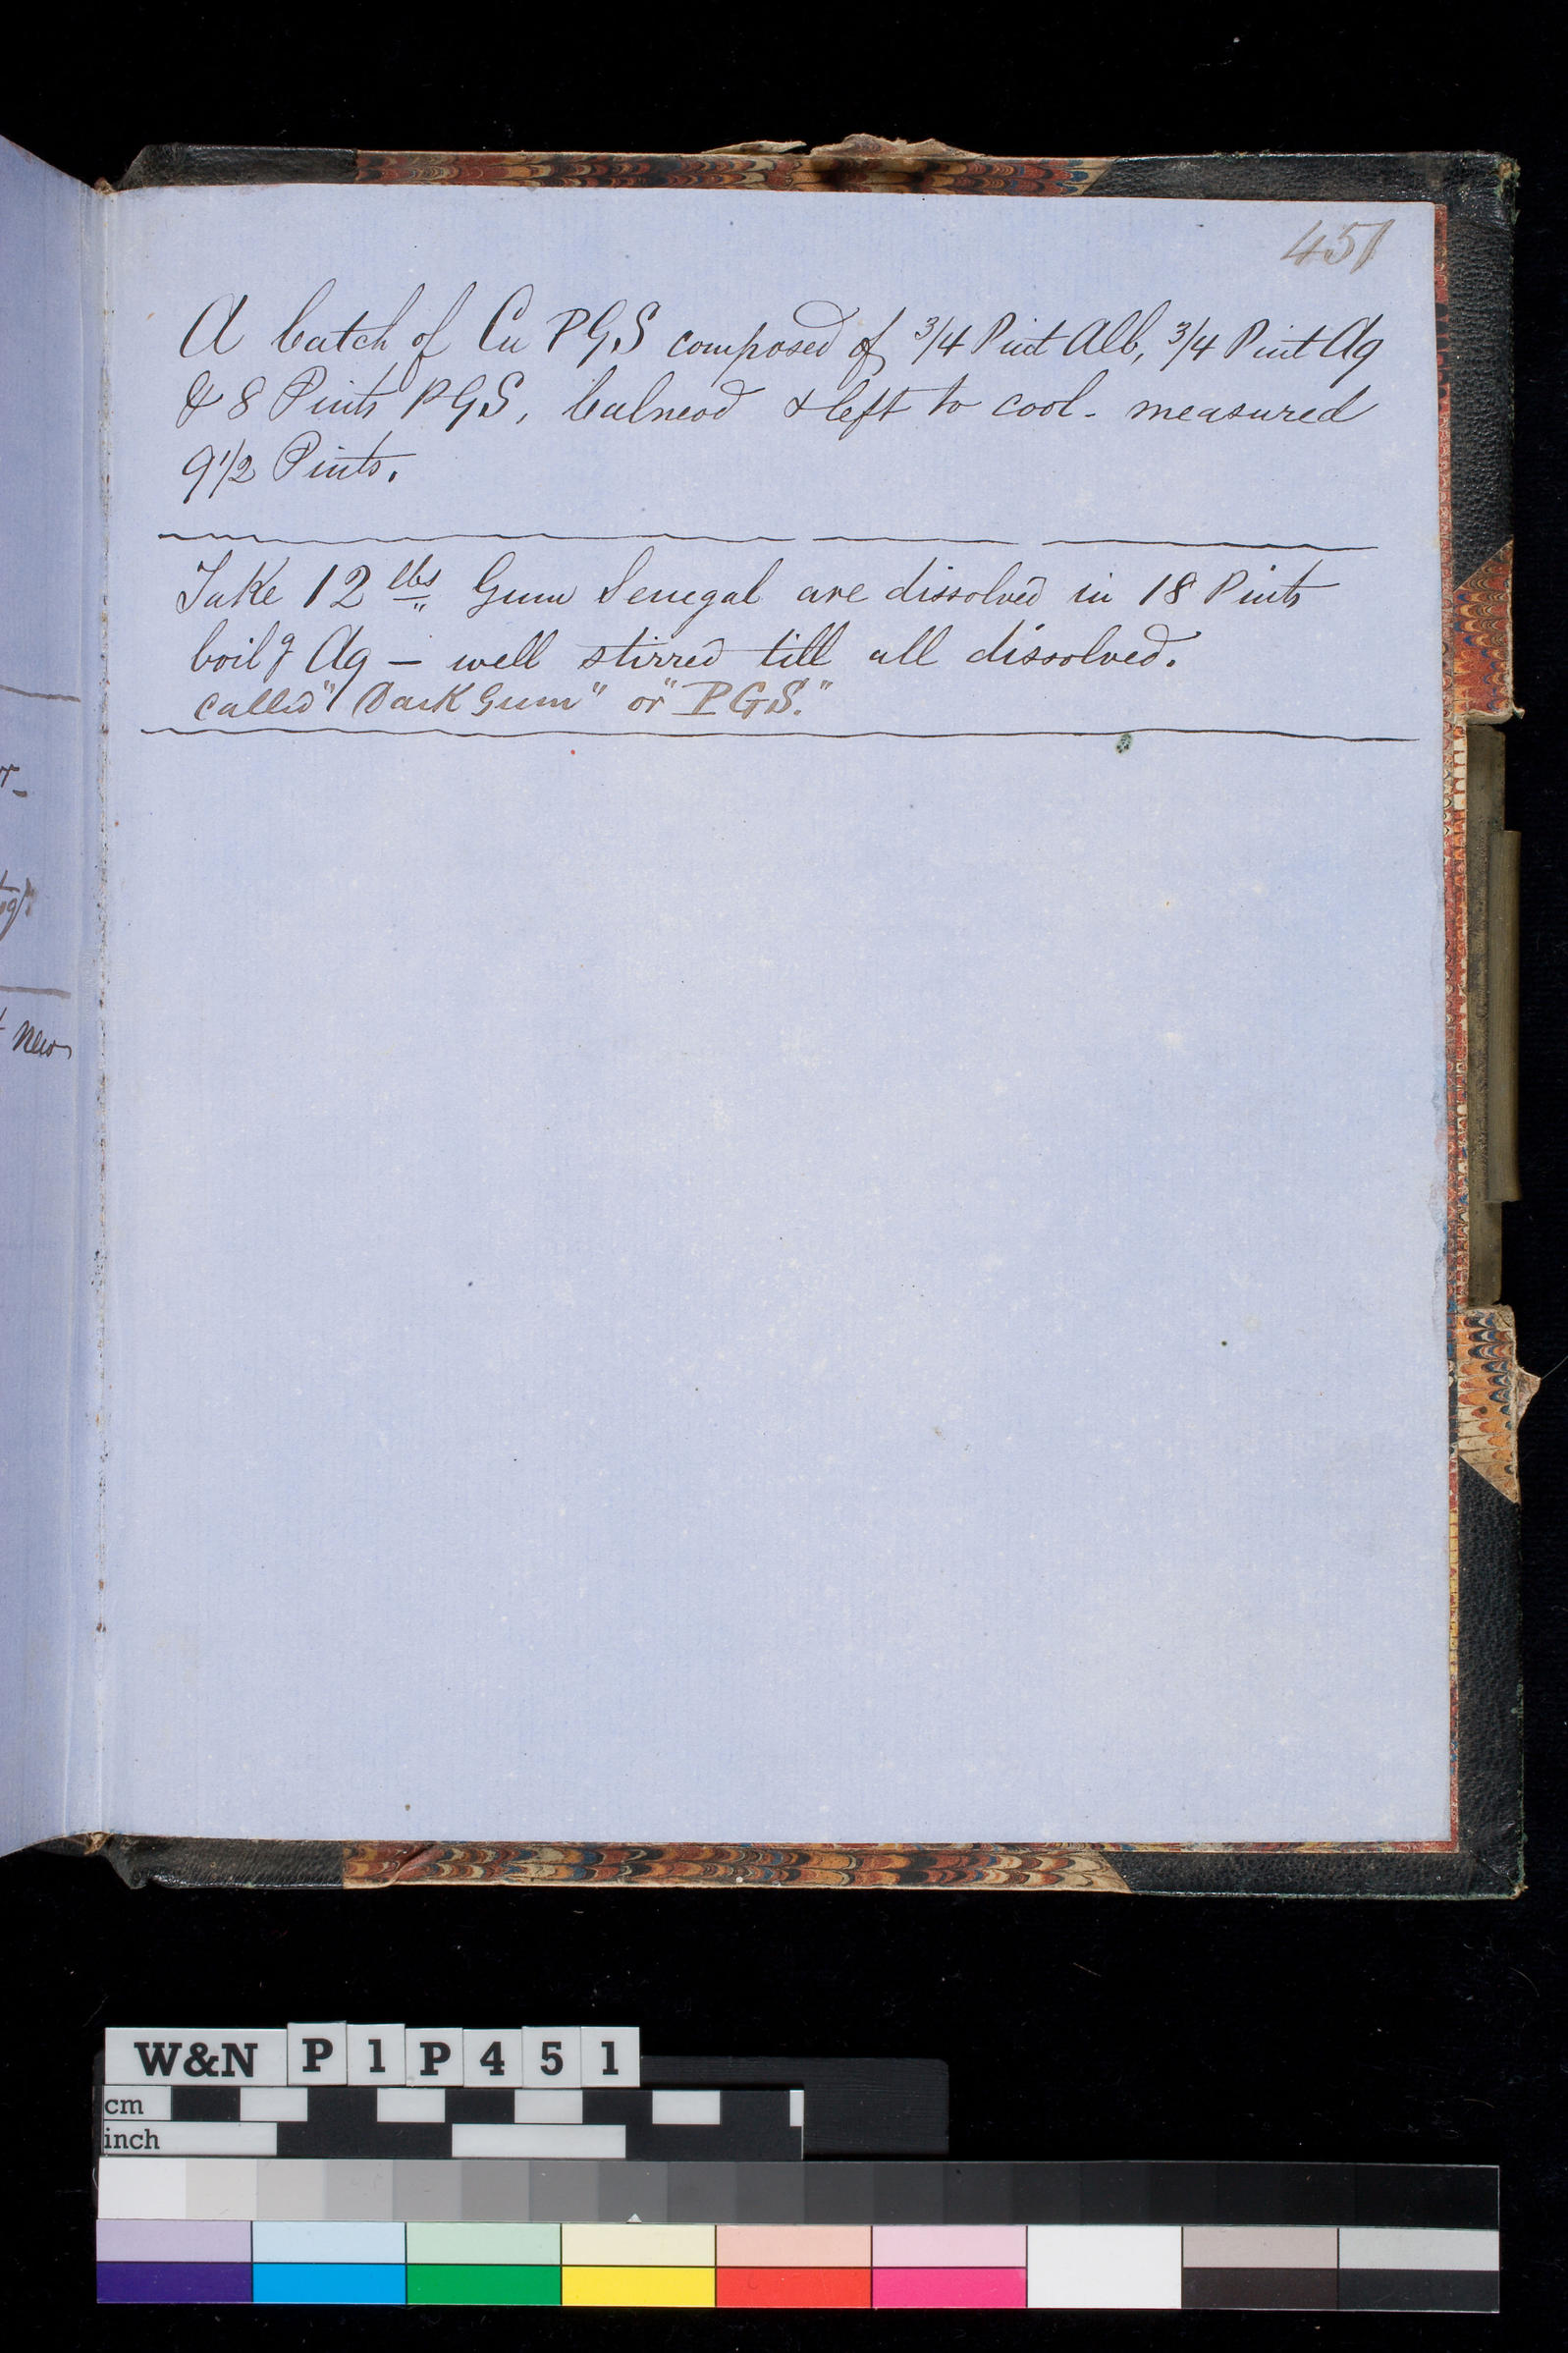 451
A batch of Cu PGS composed of 3/4 Pint Alb, 3/4 Pint Aq
& 8 Pints PGS, balneod & left to cool - measured
9 1/2 Pints.
Take 12 lbs Gum Senegal are dissolved in 18 Pints
boilg Aq – well stirred till all dissolved.
called "Dark Gum" or "PGS."
New
W&N P1P451
cm
inch